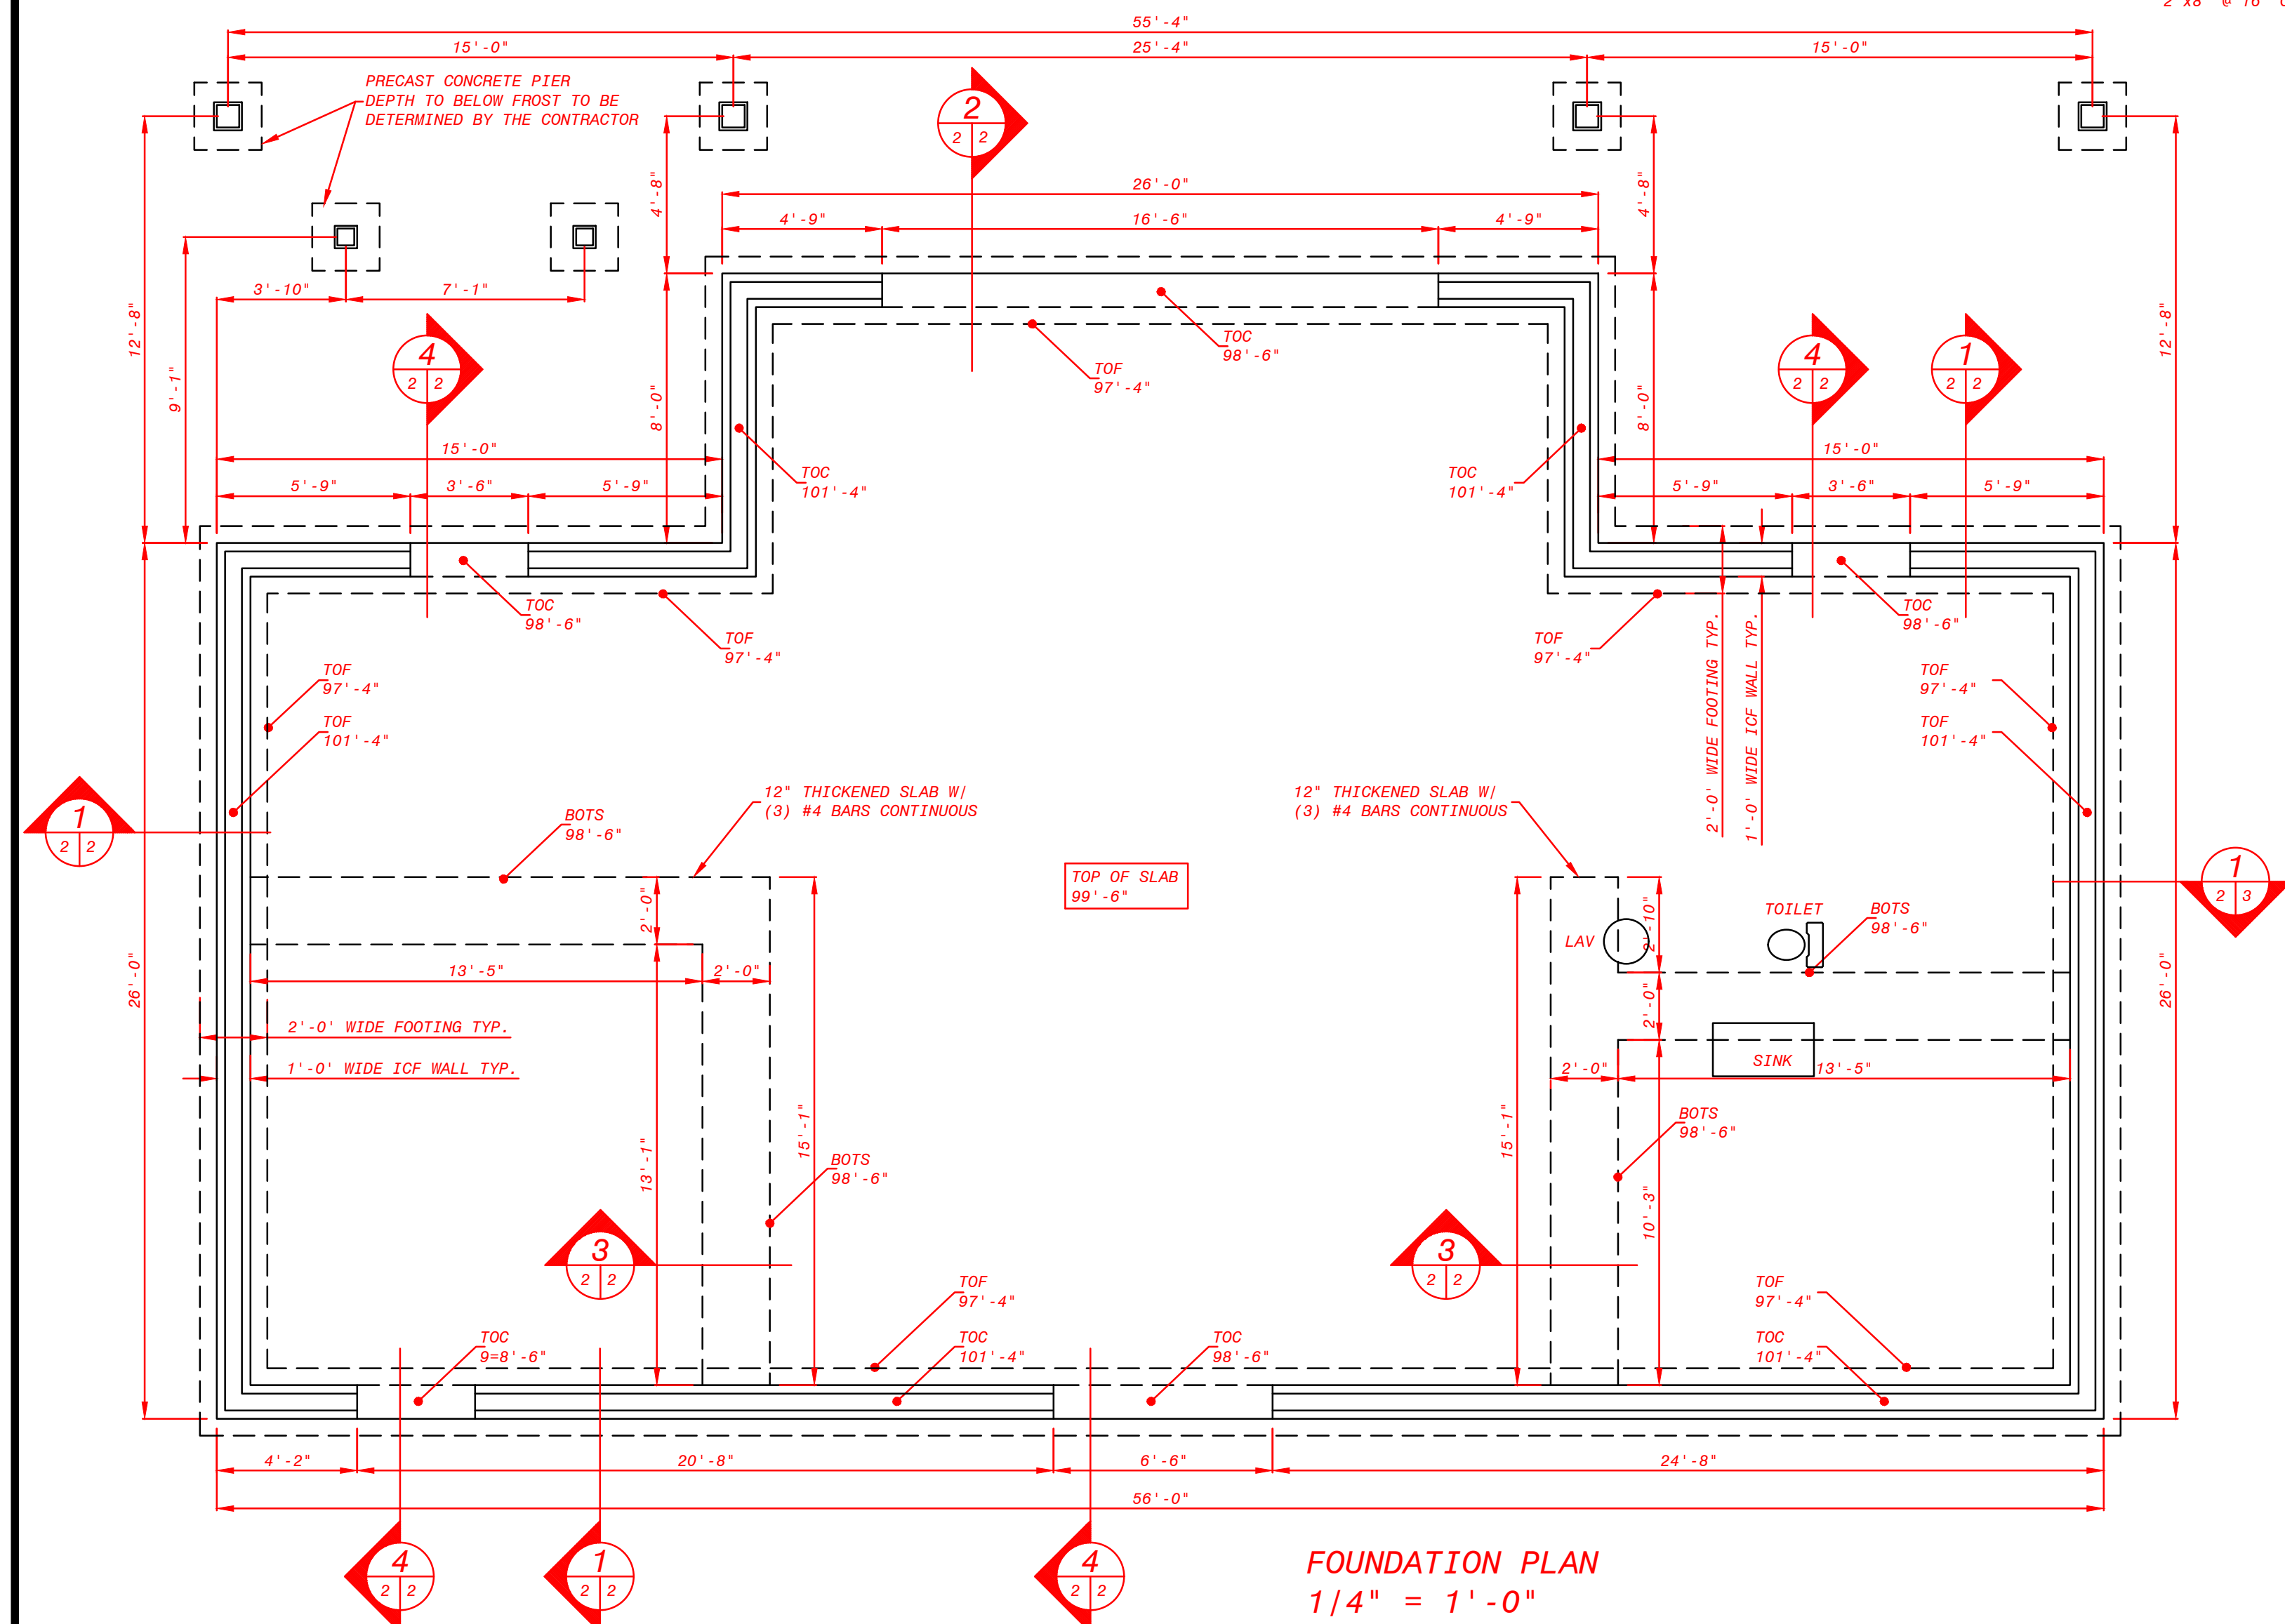 2"x8" @ 16" O
55'-4"
15'-0"
25'-4"
15'-0"
PRECAST CONCRETE PIER
DEPTH TO BELOW FROST TO BE
DETERMINED BY THE CONTRACTOR
2
2 2
4'-8"
4'-8"
26'-0"
4'-9"
16'-6"
4'-9"
3'-10"
7'-1"
12'-8"
9'-1"
12'-8"
4
2 2
TOC
98'-6"
TOF
97'-4"
4
2 2
1
2 2
8'-0"
8'-0"
15'-0"
15'-0"
TOC
101'-4"
TOC
101'-4"
5'-9"
3'-6"
5'-9"
5'-9"
3'-6"
5'-9"
TOC
98'-6"
TOF
97'-4"
TOF
97'-4"
TOC
98'-6"
2'-0' WIDE FOOTING TYP.
1'-0' WIDE ICF WALL TYP.
TOF
97'-4"
TOF
101'-4"
TOF
97'-4"
TOF
101'-4"
1
2 2
BOTS
98'-6"
12" THICKENED SLAB W/
(3) #4 BARS CONTINUOUS
12" THICKENED SLAB W/
(3) #4 BARS CONTINUOUS
TOP OF SLAB
99'-6"
1
2 3
2'-0"
2'-10"
LAV
TOILET
BOTS
98'-6"
26'-0"
26'-0"
13'-5"
2'-0"
2'-0"
2'-0' WIDE FOOTING TYP.
1'-0' WIDE ICF WALL TYP.
SINK
2'-0"
13'-5"
13'-1"
15'-1"
15'-1"
BOTS
98'-6"
BOTS
98'-6"
10'-3"
3
2 2
3
2 2
TOF
97'-4"
TOF
97'-4"
TOC
9=8'-6"
TOC
101'-4"
TOC
98'-6"
TOC
101'-4"
4'-2"
20'-8"
6'-6"
24'-8"
56'-0"
4
2 2
1
2 2
4
2 2
FOUNDATION PLAN
1/4" = 1'-0"